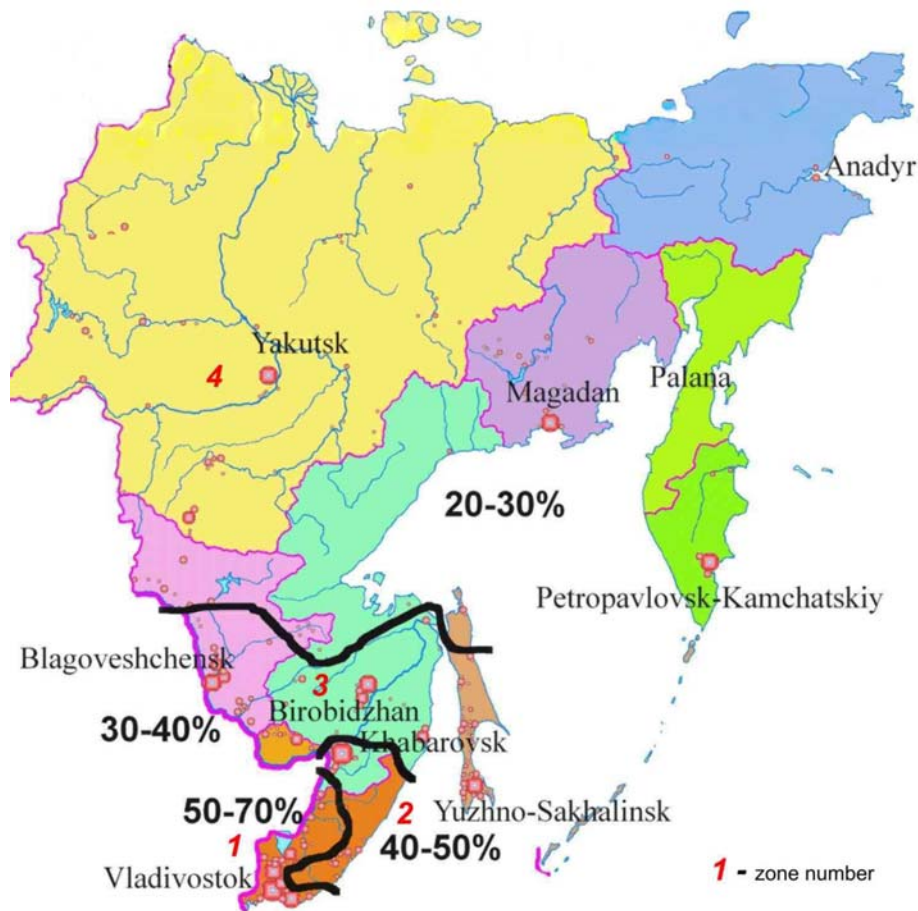 Anadyr
Yakutsk
4
Magadan
Palana
20-30%
Petropavlovsk-Kamchatskiy
Blagoveshchensk
3
Birobidzhan
30-40%
Khabarovsk
50-70%
2
Yuzhno-Sakhalinsk
1
40-50%
Vladivostok
1 - zone number